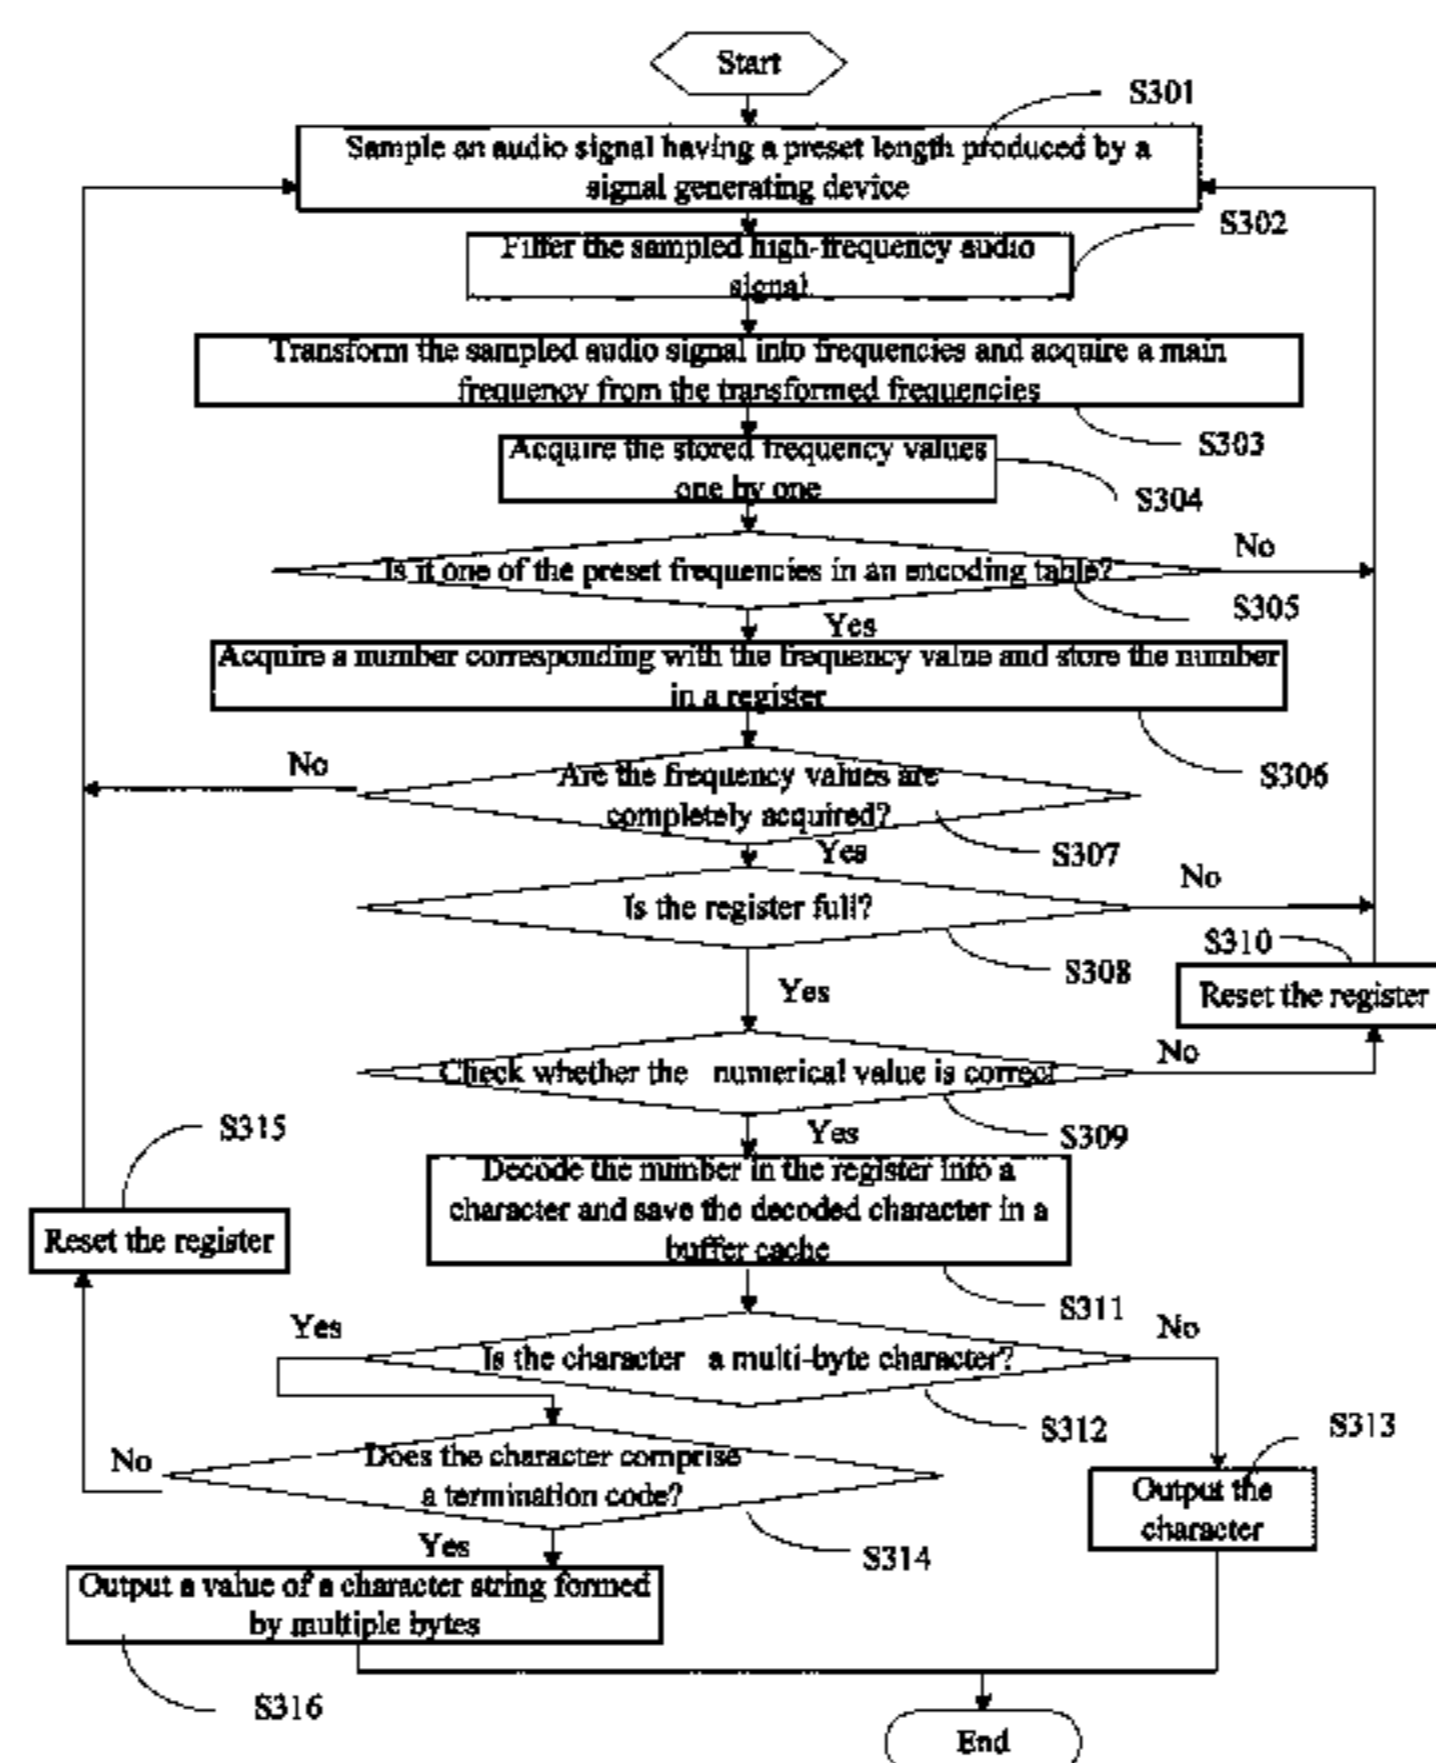 Start
S301
Sample an audio signal having a preset length produced by a
signal generating device
S302
Filter the sampled high-frequency audio
signal
Transform the sampled audio signal into frequencies and acquire a main
frequency from the transformed frequencies
S303
Acquire the stored frequency values
one by one
S304
No
Is it one of the preset frequencies in an encoding table?
S305
Yes
Acquire a number corresponding with the frequency value and store the number
in a register
S306
No
Are the frequency values are
completely acquired?
S307
Yes
No
Is the register full?
S308
S310
Reset the register
Yes
No
Check whether the numerical value is correct
S309
Yes
S315
Reset the register
Decode the number in the register into a
character and save the decoded character in a
buffer cache
S311
Yes
No
Is the character a multi-byte character?
S312
S313
Output the
character
No
Does the character comprise
a termination code?
S314
Yes
Output a value of a character string formed
by multiple bytes
S316
End